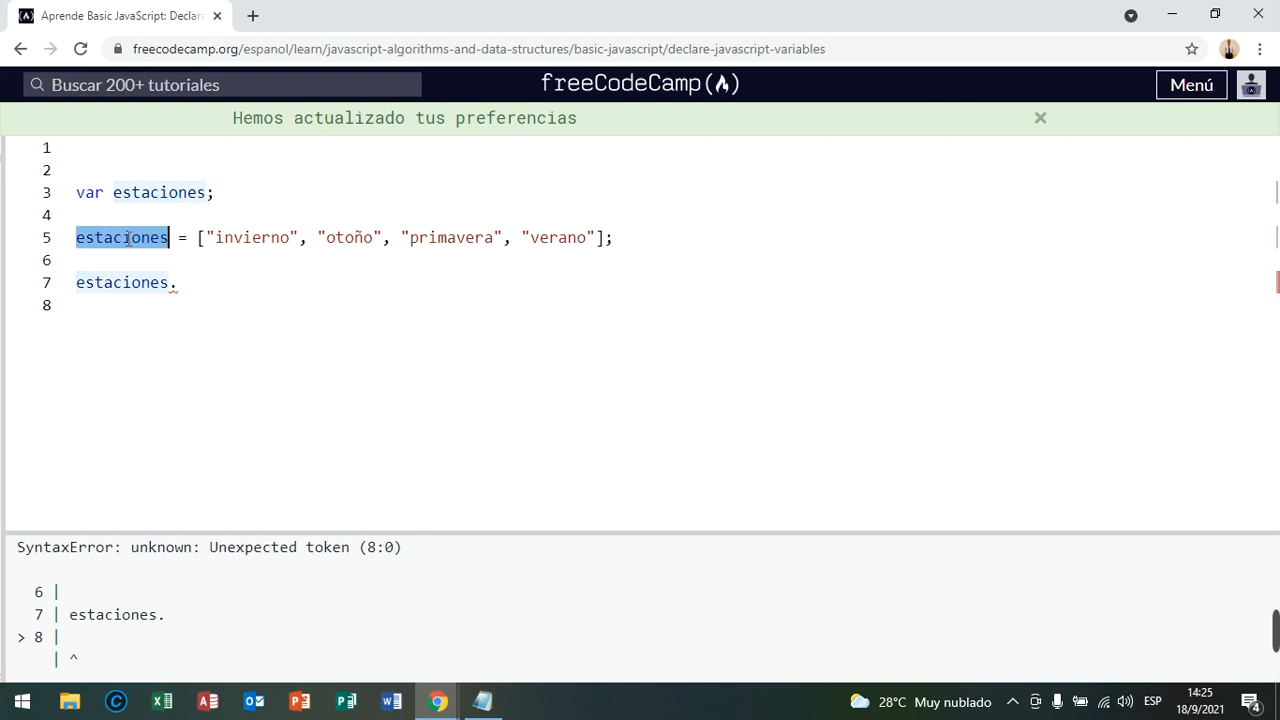 Aprende Basic JavaScript: Declara
freecodecamp.org/espanol/learn/javascript-algorithms-and-data-structures/basic-javascript/declare-javascript-variables
Buscar 200+ tutoriales
freeCodeCamp
Menú
Hemos actualizado tus preferencias
1
2
3 var estaciones;
4
5 estaciones = ["invierno", "otoño", "primavera", "verano"];
6
7 estaciones.
8
SyntaxError: unknown: Unexpected token (8:0)
6 |
7 | estaciones.
> 8 |
| ^
28°C Muy nublado
ESP
14:25
18/9/2021
4